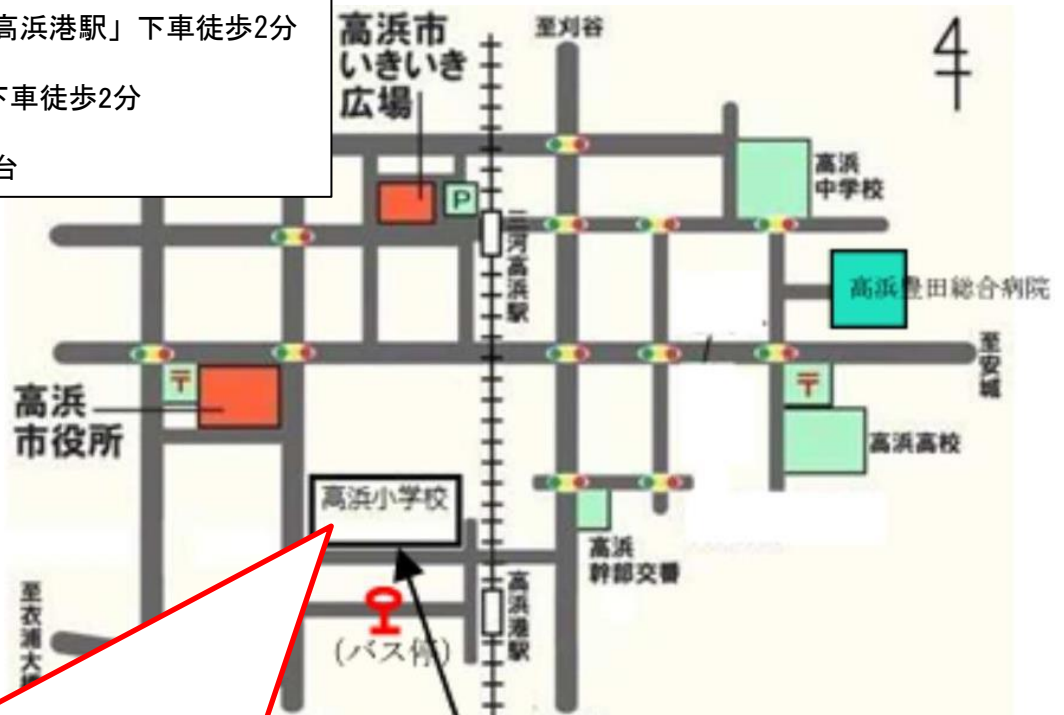 高浜港駅」下車徒歩2分
下車徒歩2分
台
高浜市
いきいき
広場
至刈谷
4
P
三河高浜駅
高浜
中学校
高浜豊田総合病院
至安城
〒
〒
高浜
市役所
高浜高校
高浜小学校
高浜
幹部交番
高浜港駅
(バス停)
至衣浦大